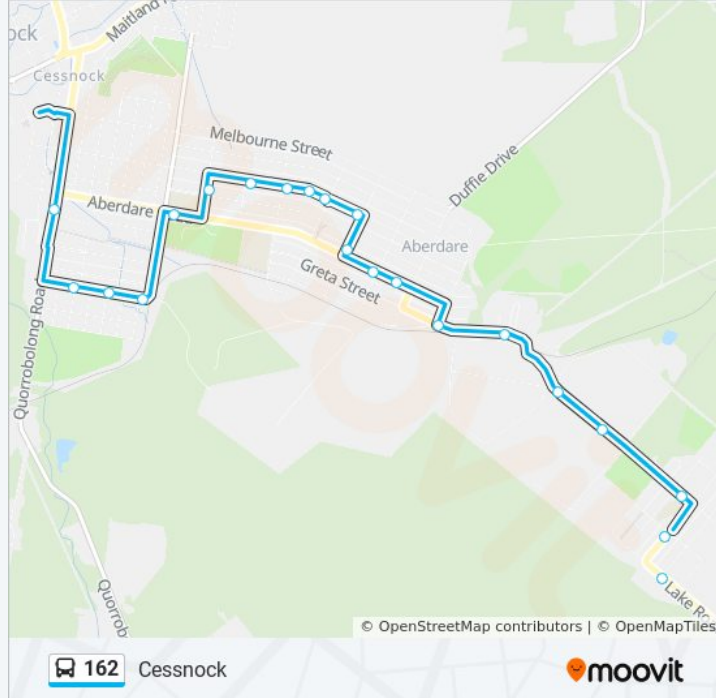 ock
Maitland
Cessnock
Melbourne Street
Duffie Drive
Aberdare
Aberdare
Greta Street
Quorrobolong Road
Quorrob
Lake Ro
© OpenStreetMap contributors | © OpenMapTiles
162 Cessnock
moovit